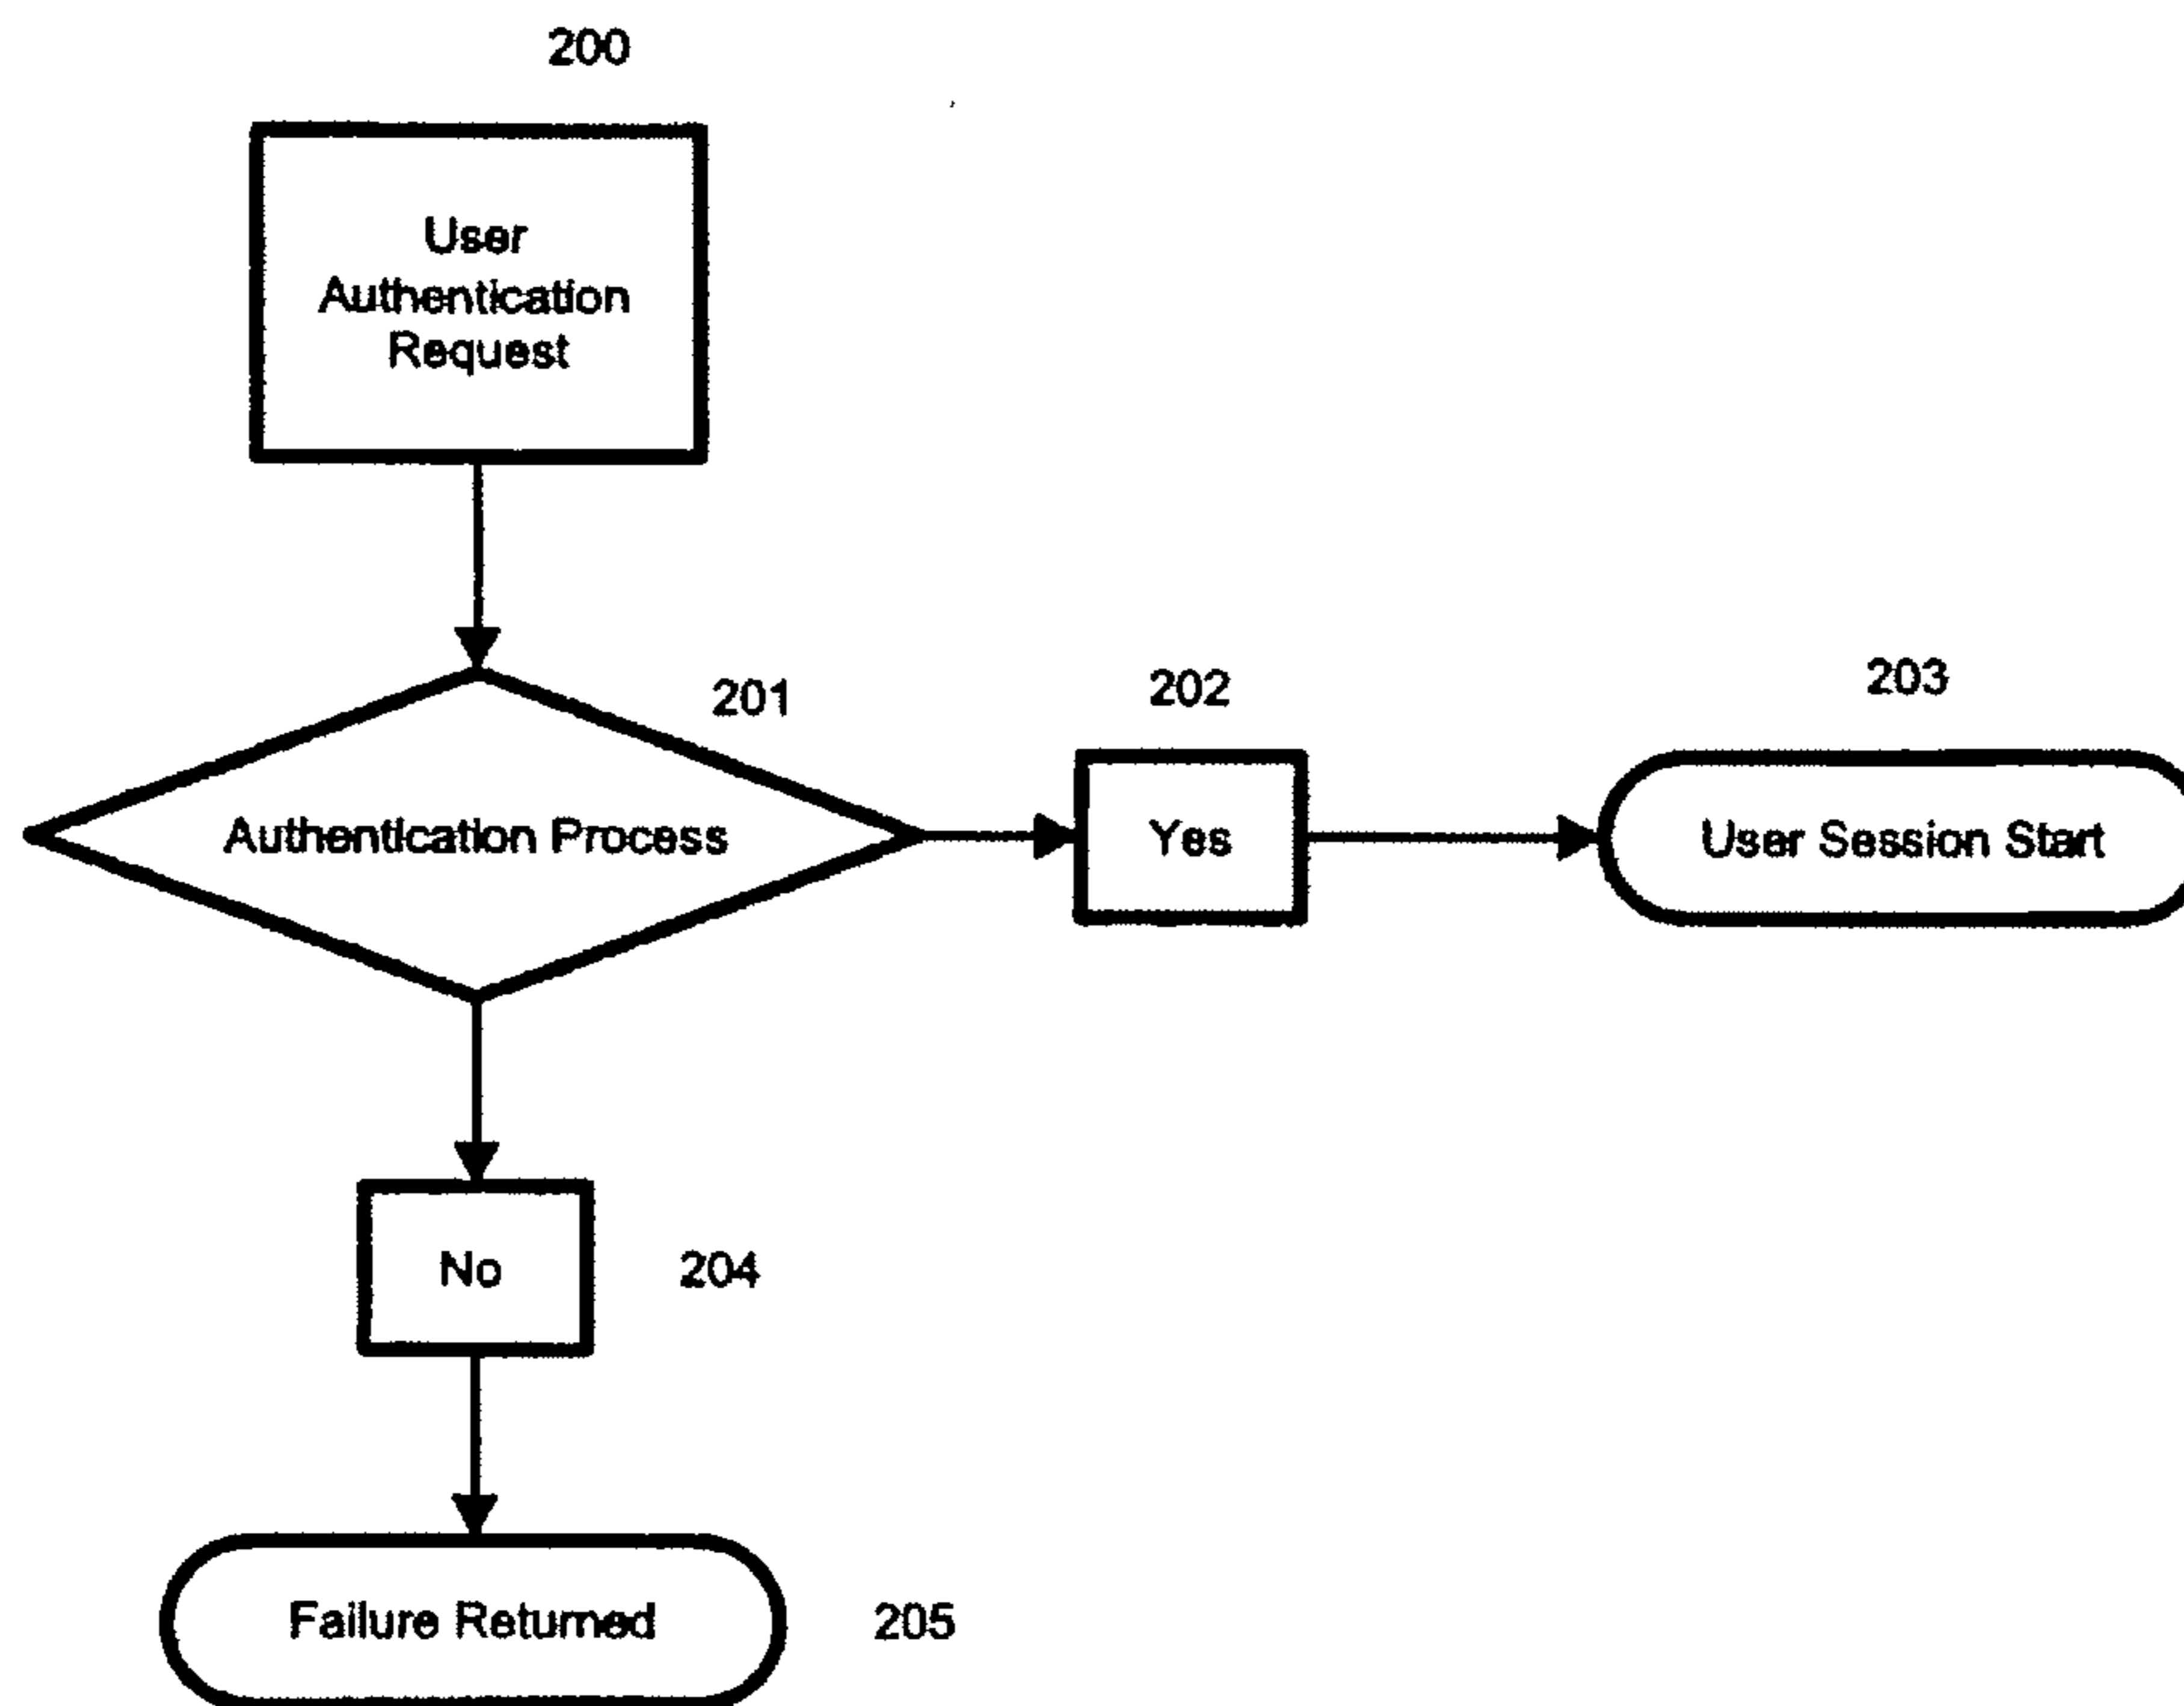 200
User
Authentication
Request
201
202
203
Authentication Process
Yes
User Session Start
No
204
Failure Returned
205